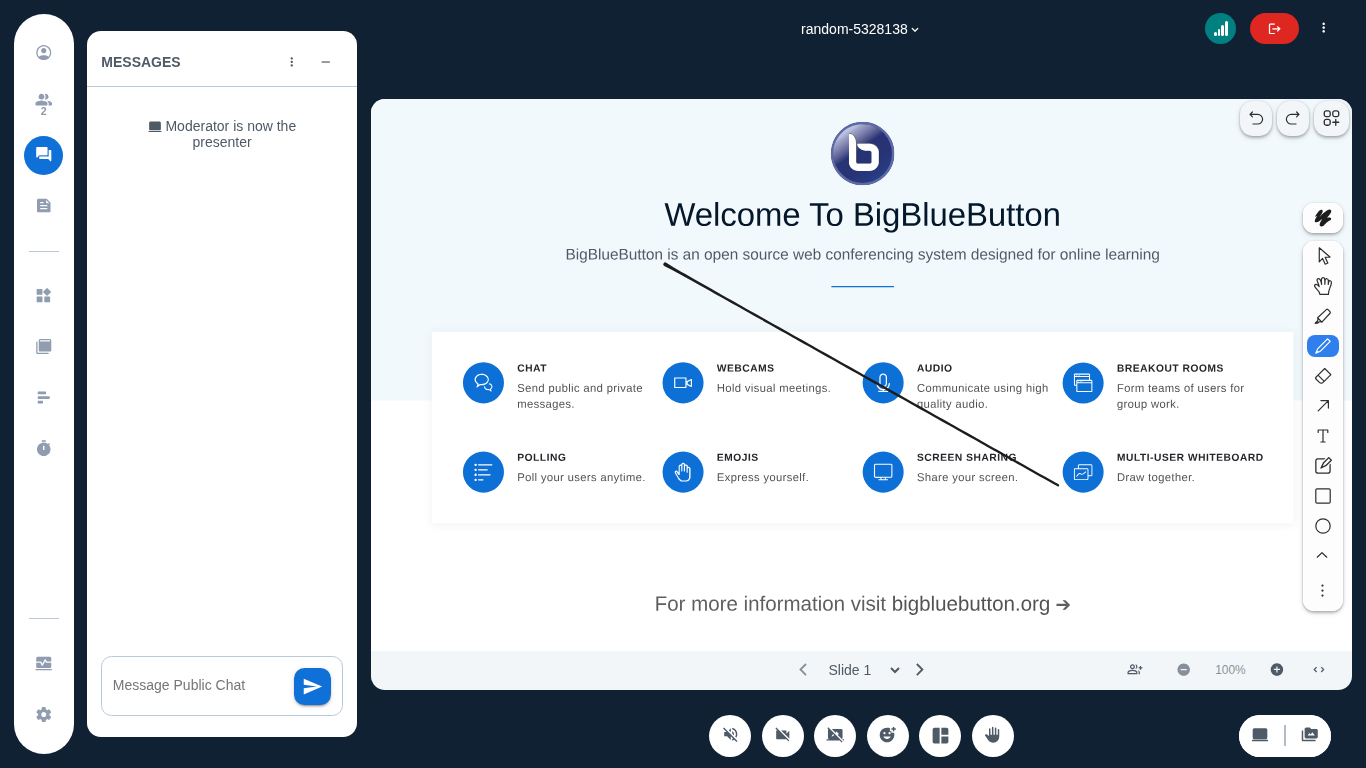 random-5328138
MESSAGES
2
Moderator is now the
presenter
Welcome To BigBlueButton
BigBlueButton is an open source web conferencing system designed for online learning
CHAT
Send public and private
messages.
WEBCAMS
Hold visual meetings.
AUDIO
Communicate using high
quality audio.
BREAKOUT ROOMS
Form teams of users for
group work.
POLLING
Poll your users anytime.
EMOJIS
Express yourself.
SCREEN SHARING
Share your screen.
MULTI-USER WHITEBOARD
Draw together.
For more information visit bigbluebutton.org ➔
Message Public Chat
Slide 1
100%